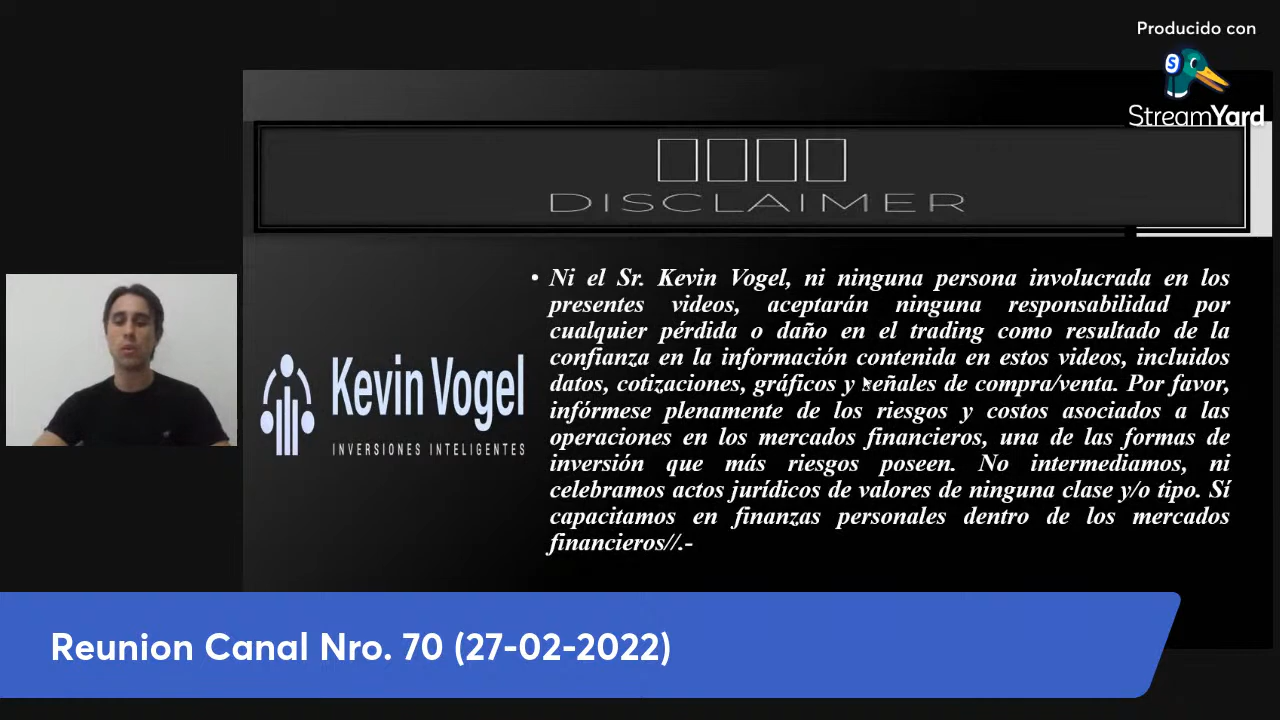 Producido con
StreamYard
DISCLAIMER
• Ni el Sr. Kevin Vogel, ni ninguna persona involucrada en los
presentes videos, aceptarán ninguna responsabilidad por
cualquier pérdida o daño en el trading como resultado de la
confianza en la información contenida en estos videos, incluidos
datos, cotizaciones, gráficos y señales de compra/venta. Por favor,
infórmese plenamente de los riesgos y costos asociados a las
operaciones en los mercados financieros, una de las formas de
inversión que más riesgos poseen. No intermediamos, ni
celebramos actos jurídicos de valores de ninguna clase y/o tipo. Sí
capacitamos en finanzas personales dentro de los mercados
financieros//.-
Kevin Vogel
INVERSIONES INTELIGENTES
Reunion Canal Nro. 70 (27-02-2022)